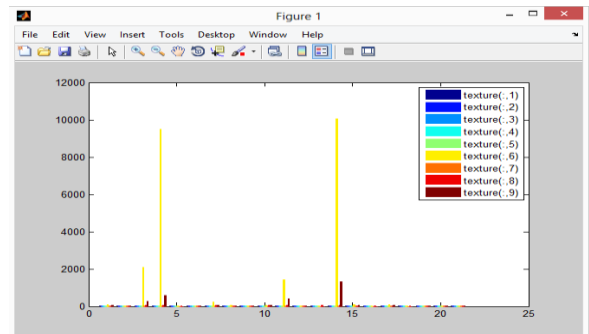 Figure 1
File Edit View Insert Tools Desktop Window Help
12000
10000
8000
6000
4000
2000
0
0 5 10 15 20 25
texture(:,1)
texture(:,2)
texture(:,3)
texture(:,4)
texture(:,5)
texture(:,6)
texture(:,7)
texture(:,8)
texture(:,9)